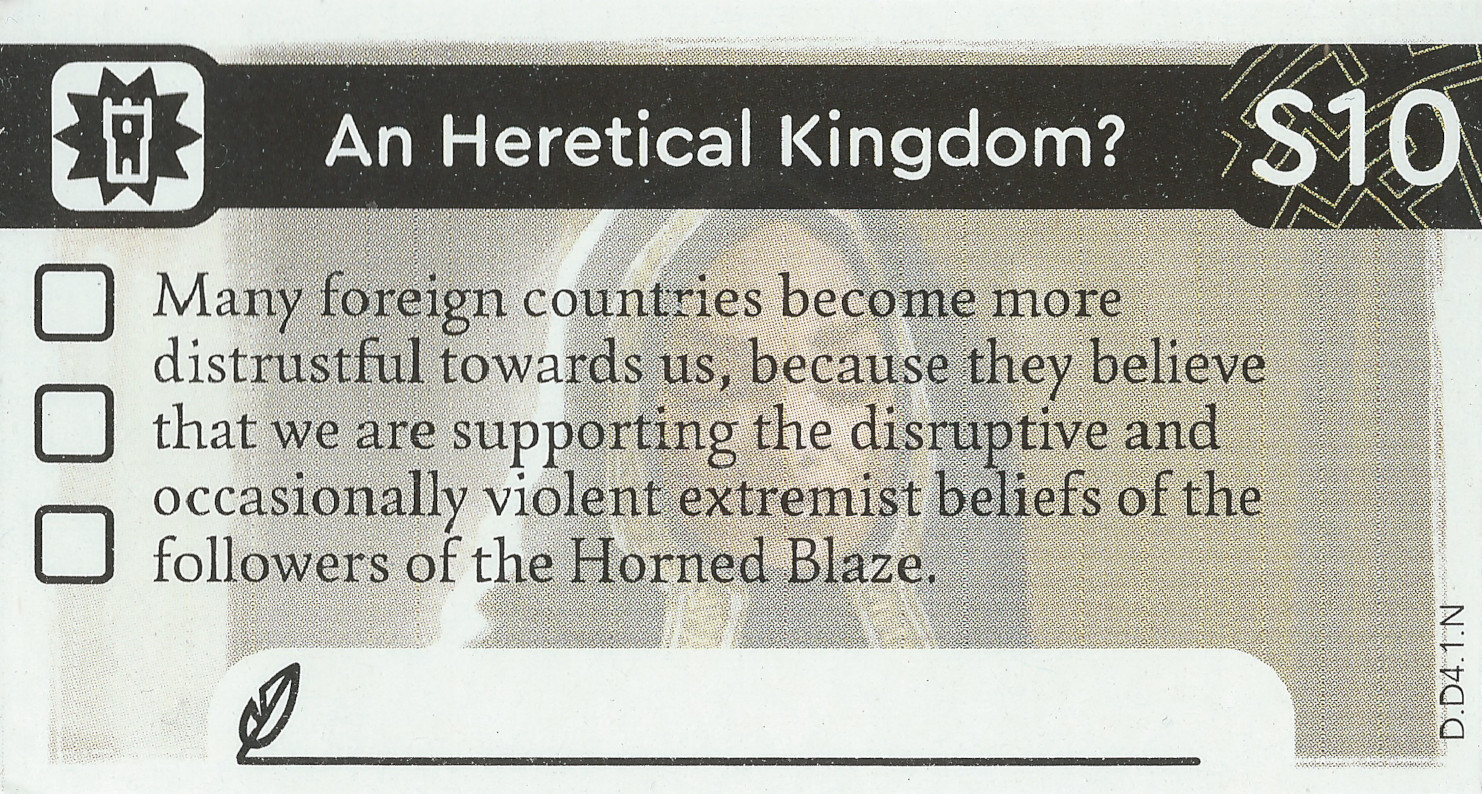 An Heretical Kingdom?
S10
Many foreign countries become more
distrustful towards us, because they believe
that we are supporting the disruptive and
occasionally violent extremist beliefs of the
followers of the Horned Blaze.
D.D4.1.N